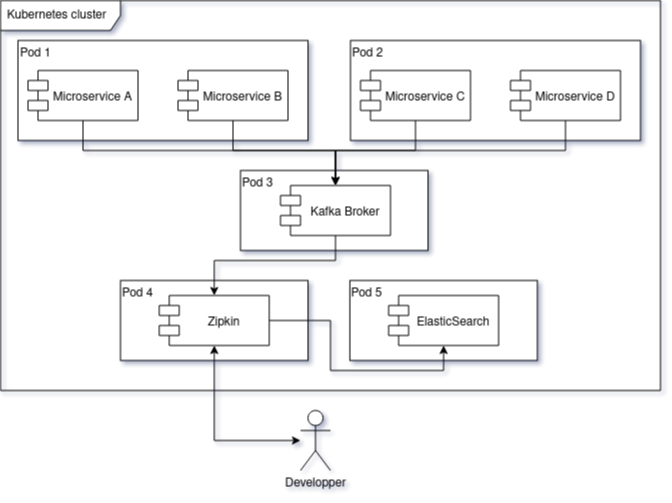 Kubernetes cluster
Pod 1
Pod 2
Microservice A
Microservice B
Microservice C
Microservice D
Pod 3
Kafka Broker
Pod 4
Pod 5
Zipkin
ElasticSearch
Developper